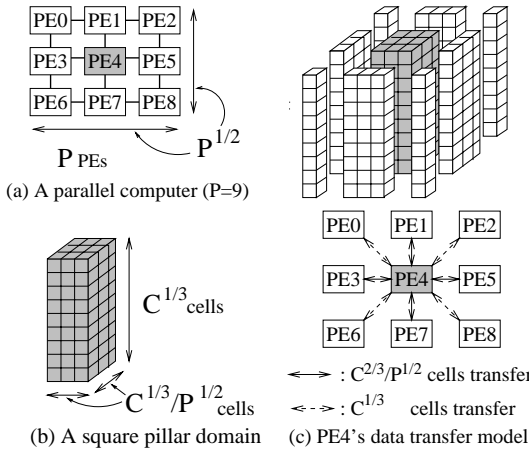 PE0 PE1 PE2
PE3 PE4 PE5
PE6 PE7 PE8
P^{1/2}
P PEs
(a) A parallel computer (P=9)
C^{1/3} cells
C^{1/3}/P^{1/2} cells
(b) A square pillar domain
:
PE0 PE1 PE2
PE3 PE4 PE5
PE6 PE7 PE8
: C^{2/3}/P^{1/2} cells transfer
: C^{1/3} cells transfer
(c) PE4's data transfer model